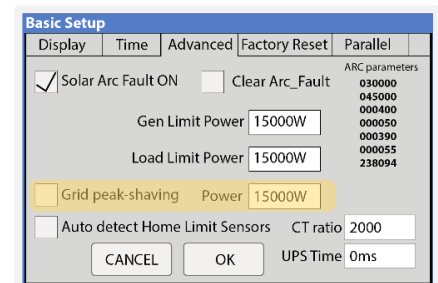 Basic Setup
Display Time Advanced Factory Reset Parallel
ARC parameters
Solar Arc Fault ON Clear Arc_Fault
030000
045000
000400
000050
000390
000055
238094
Gen Limit Power 15000W
Load Limit Power 15000W
Grid peak-shaving Power 15000W
Auto detect Home Limit Sensors CT ratio 2000
CANCEL OK UPS Time 0ms